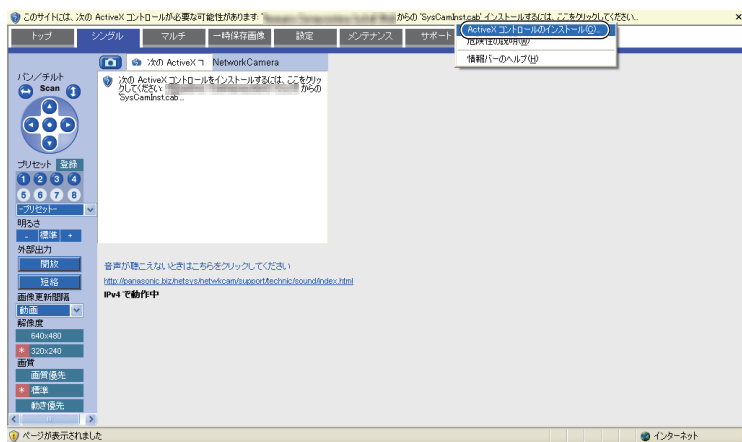 このサイトには、次の ActiveX コントロールが必要な可能性があります: ' からの 'SysCamInst.cab'. インストールするには、ここをクリックしてください...
ActiveX コントロールのインストール(C)...
危険性の説明(W)
情報バーのヘルプ(H)
トップ シングル マルチ 一時保存画像 設定 メンテナンス サポート
次の ActiveX コ NetworkCamera
次の ActiveX コントロールをインストールするには、ここをクリッ
クしてください: からの
'SysCamInst.cab'...
パン/チルト
Scan
プリセット 登録
1 2 3 4
5 6 7 8
-プリセット-
明るさ
- 標準 +
外部出力
開放
短絡
画像更新間隔
動画
解像度
640x480
* 320x240
画質
画質優先
* 標準
動き優先
音声が聴こえないときはこちらをクリックしてください
http://panasonic.biz/netsys/netwkcam/support/technic/sound/index.html
IPv4 で動作中
ページが表示されました
インターネット